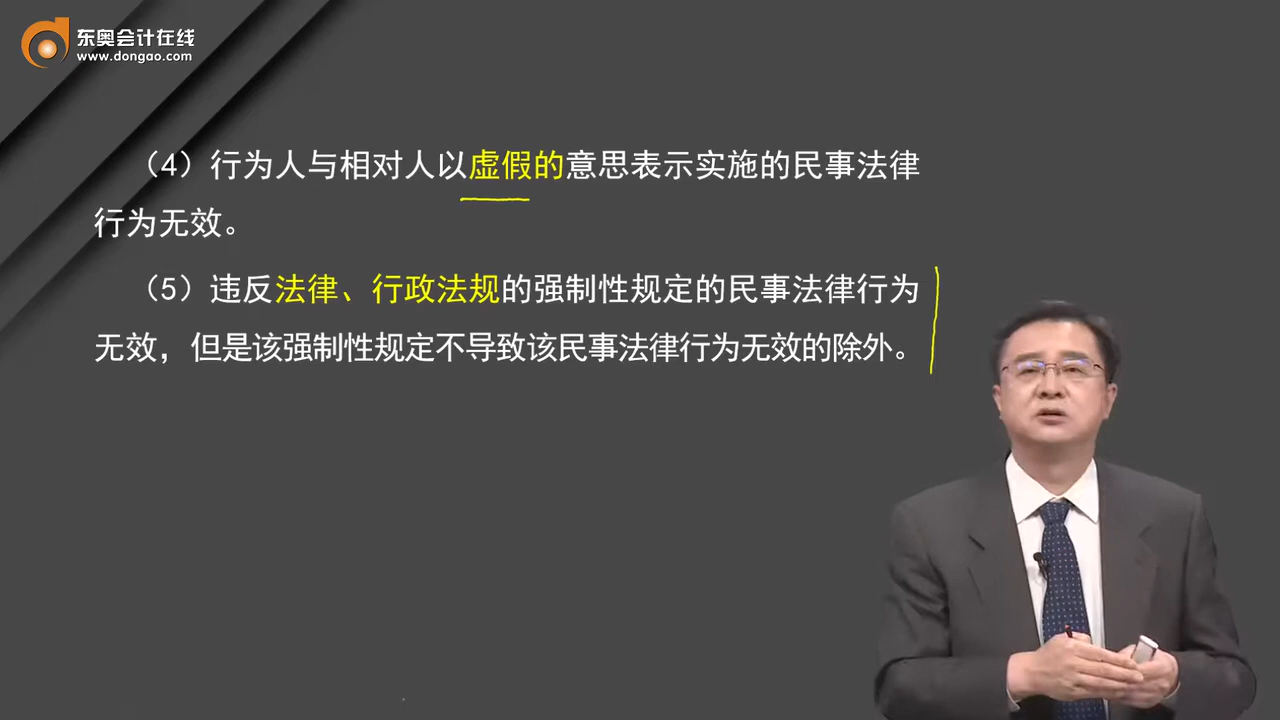 东奥会计在线
www.dongao.com
（4）行为人与相对人以虚假的意思表示实施的民事法律
行为无效。
（5）违反法律、行政法规的强制性规定的民事法律行为
无效，但是该强制性规定不导致该民事法律行为无效的除外。